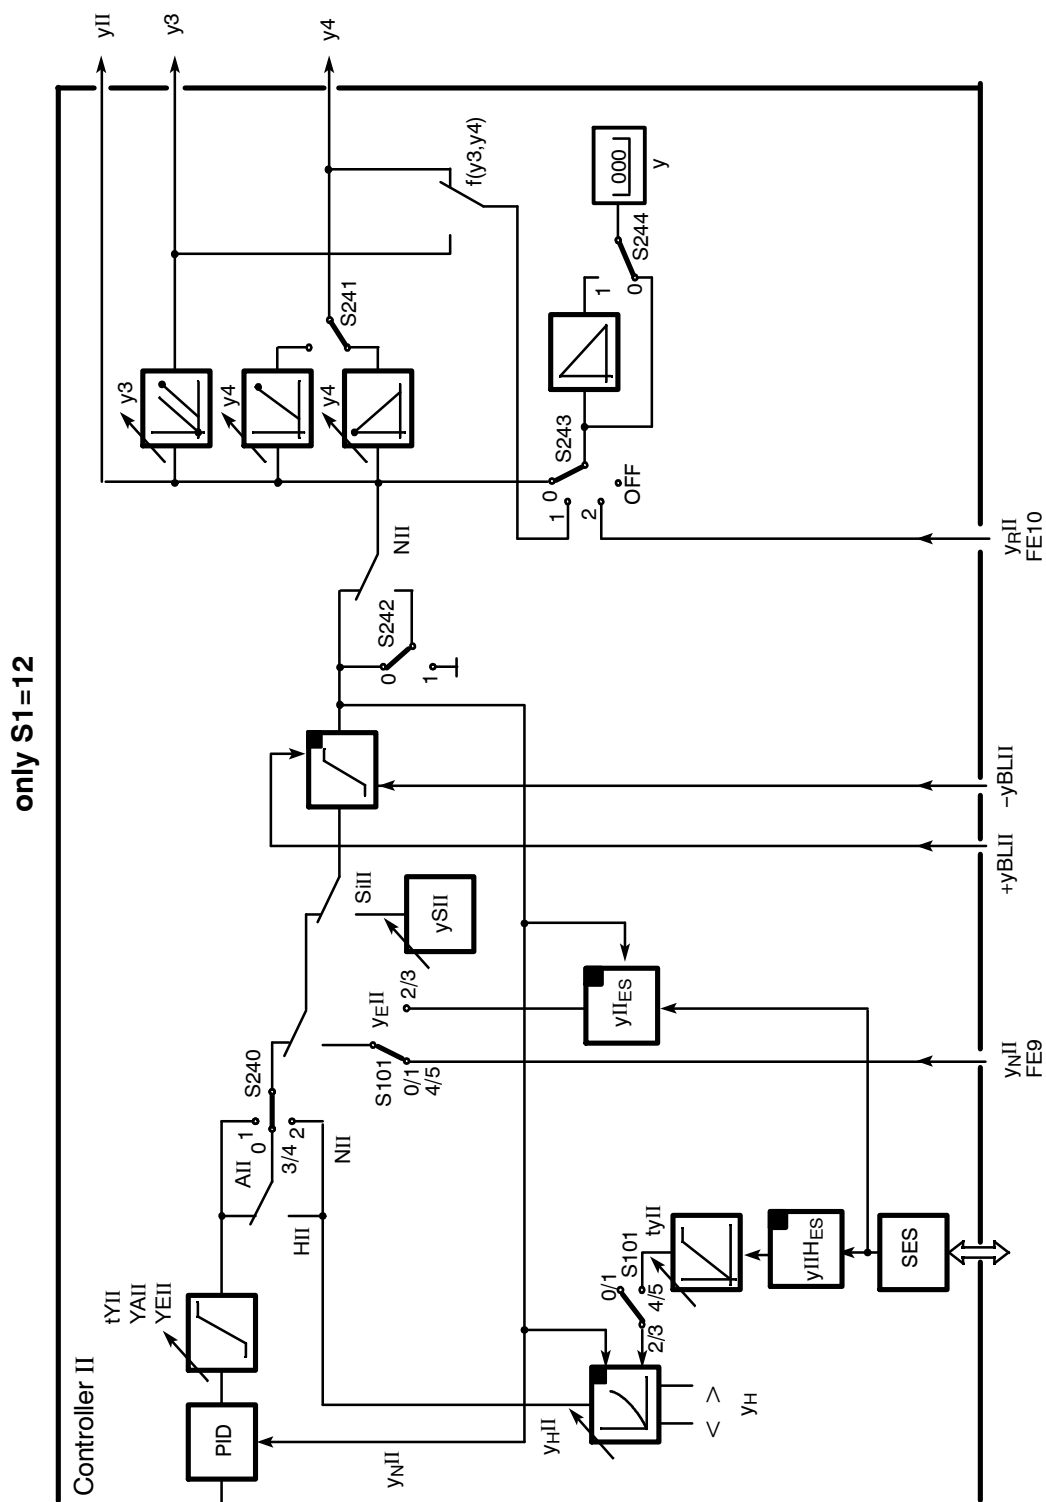 only S1=12
yII
y3
y4
y3
y4
y4
S241
f(y3,y4)
000
y
S244
1
0
S243
0
1
2
OFF
yRII
FE10
NII
S242
0
1
−yBLII
+yBLII
SiII
ySII
yEII
2/3
yIIES
S101
0/1
4/5
yNII
FE9
S240
AII
1
0
2
3/4
NII
HII
tYII
YAII
YEII
Controller II
PID
yNII
yHII
< >
yH
S101
0/1
4/5
2/3
tyII
yIIHES
SES